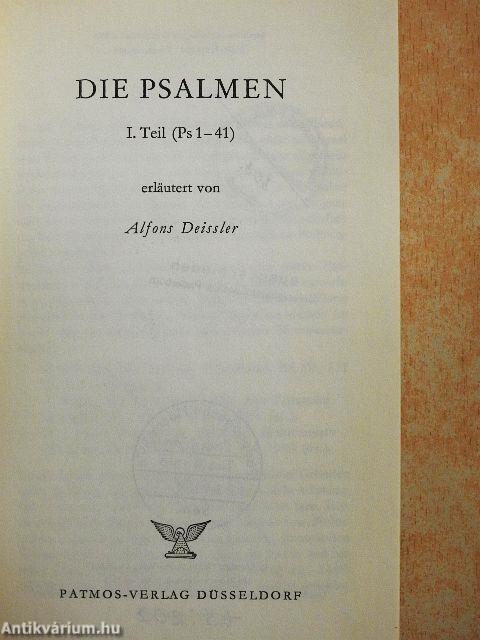 DIE PSALMEN
I. Teil (Ps 1–41)
erläutert von
Alfons Deissler
PATMOS-VERLAG DÜSSELDORF
Antikvárium.hu